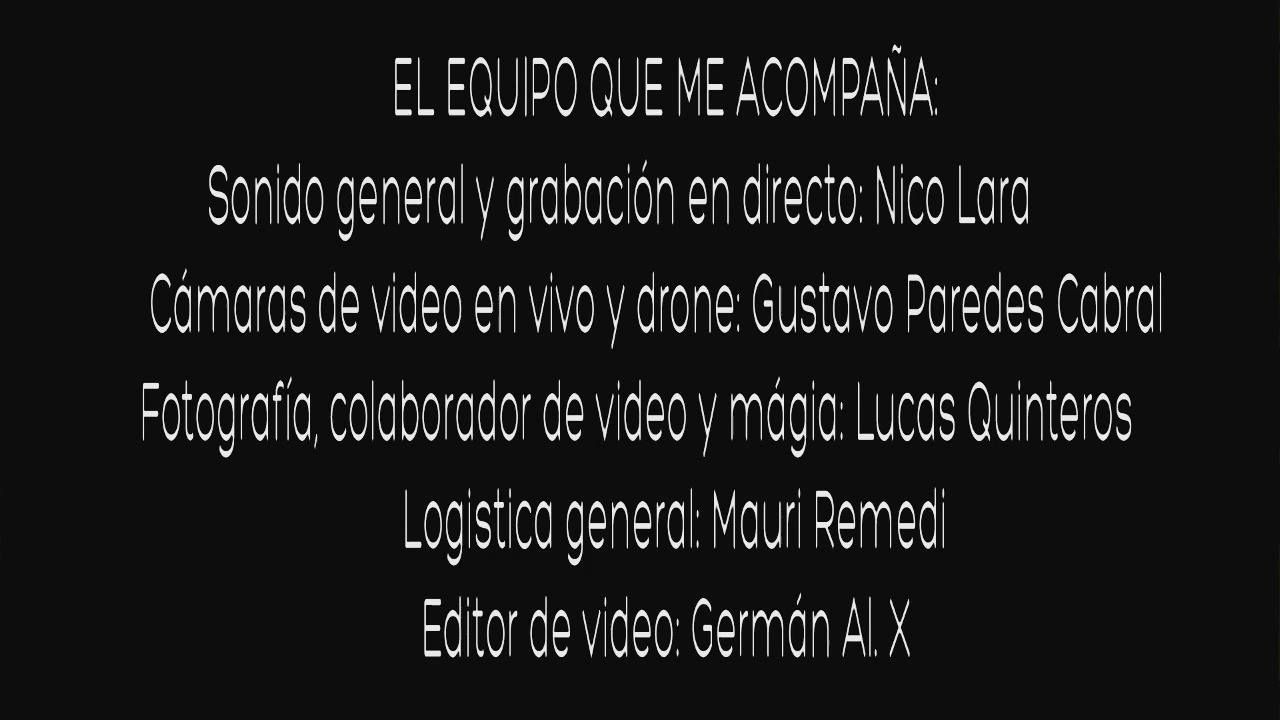 EL EQUIPO QUE ME ACOMPAÑA:
Sonido general y grabación en directo: Nico Lara
Cámaras de video en vivo y drone: Gustavo Paredes Cabral
Fotografía, colaborador de video y mágia: Lucas Quinteros
Logistica general: Mauri Remedi
Editor de video: Germán Al. X